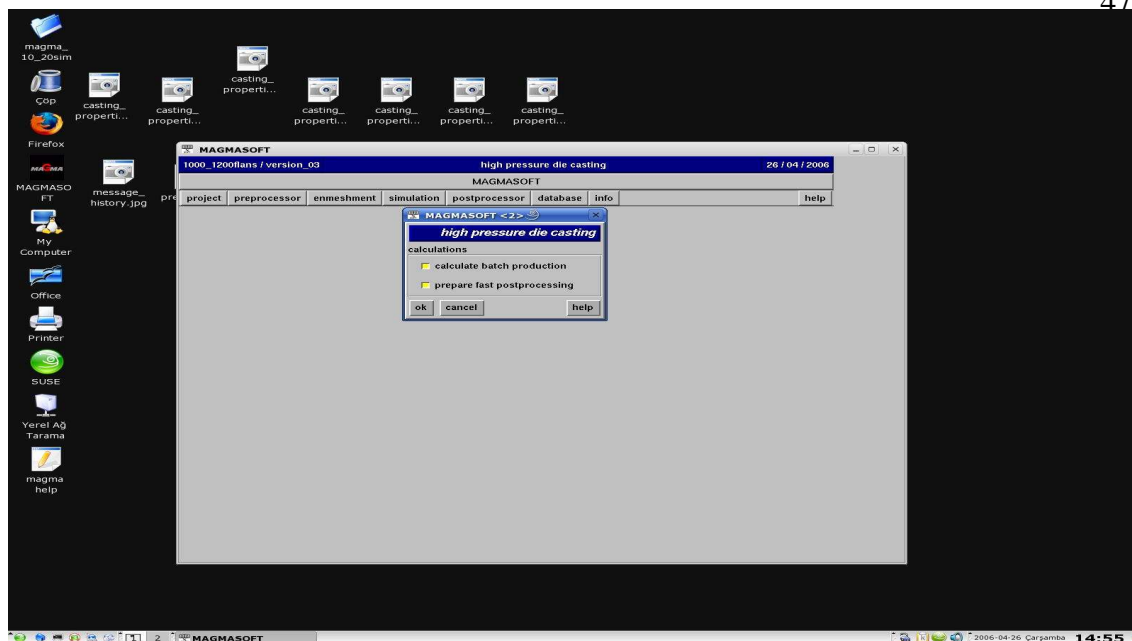 47
magma_
10_20sim
Çöp
casting_
properti...
casting_
properti...
casting_
properti...
casting_
properti...
casting_
properti...
casting_
properti...
casting_
properti...
Firefox
MAGMASO
FT
message_
history.jpg
pre
My
Computer
Office
Printer
SUSE
Yerel Ağ
Tarama
magma
help
MAGMASOFT
1000_1200flans / version_03 high pressure die casting 26 / 04 / 2006
MAGMASOFT
project preprocessor enmeshment simulation postprocessor database info help
MAGMASOFT <2>
high pressure die casting
calculations
calculate batch production
prepare fast postprocessing
ok cancel help
1 2 MAGMASOFT 2006-04-26 Çarşamba 14:55